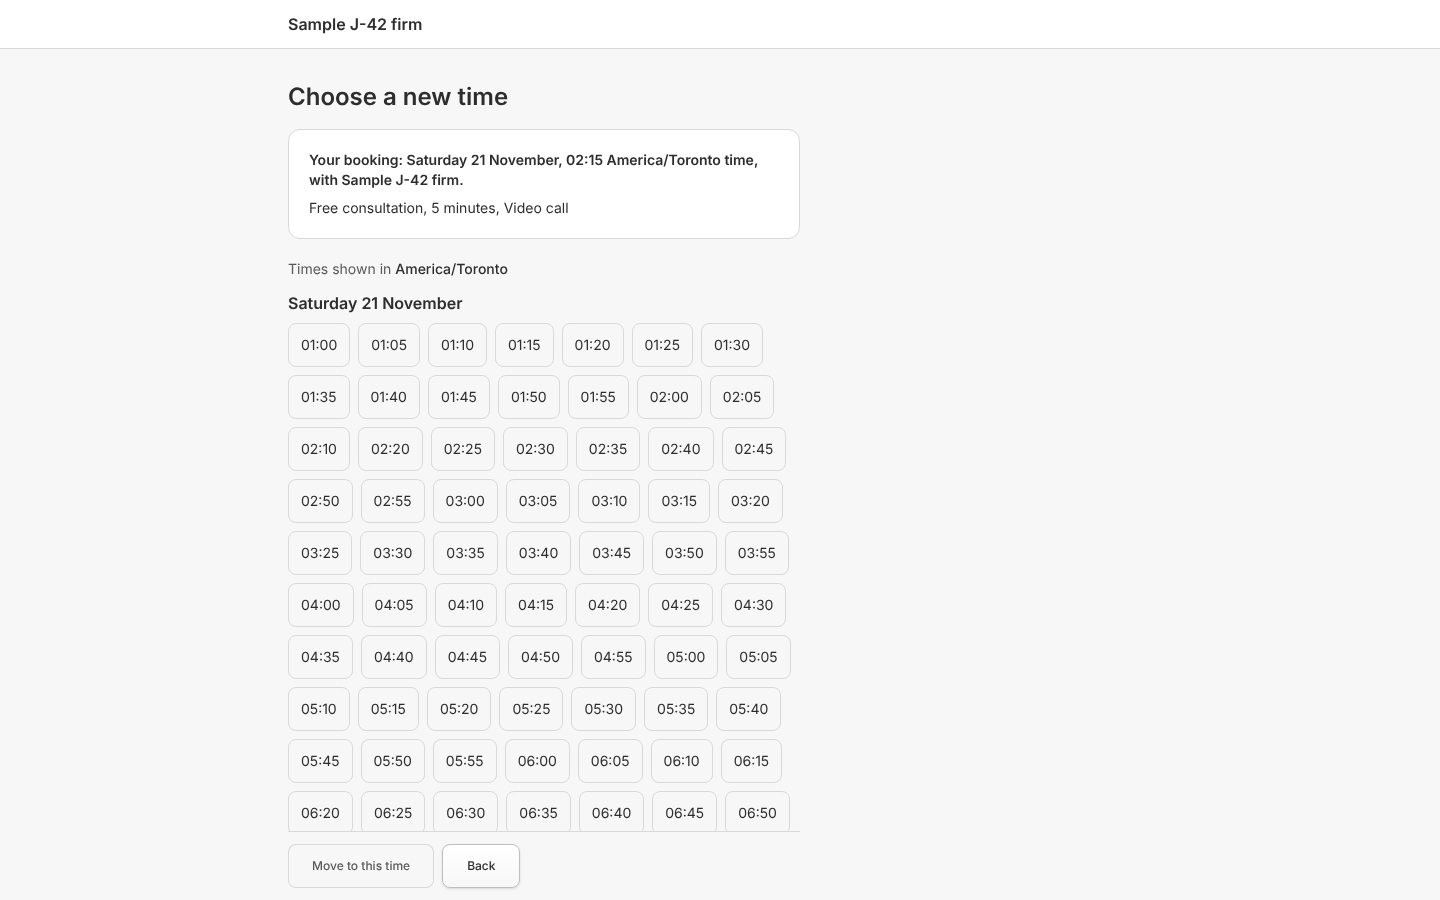 Sample J-42 firm
Choose a new time
Your booking: Saturday 21 November, 02:15 America/Toronto time,
with Sample J-42 firm.
Free consultation, 5 minutes, Video call
Times shown in America/Toronto
Saturday 21 November
01:00 01:05 01:10 01:15 01:20 01:25 01:30
01:35 01:40 01:45 01:50 01:55 02:00 02:05
02:10 02:20 02:25 02:30 02:35 02:40 02:45
02:50 02:55 03:00 03:05 03:10 03:15 03:20
03:25 03:30 03:35 03:40 03:45 03:50 03:55
04:00 04:05 04:10 04:15 04:20 04:25 04:30
04:35 04:40 04:45 04:50 04:55 05:00 05:05
05:10 05:15 05:20 05:25 05:30 05:35 05:40
05:45 05:50 05:55 06:00 06:05 06:10 06:15
06:20 06:25 06:30 06:35 06:40 06:45 06:50
Move to this time Back